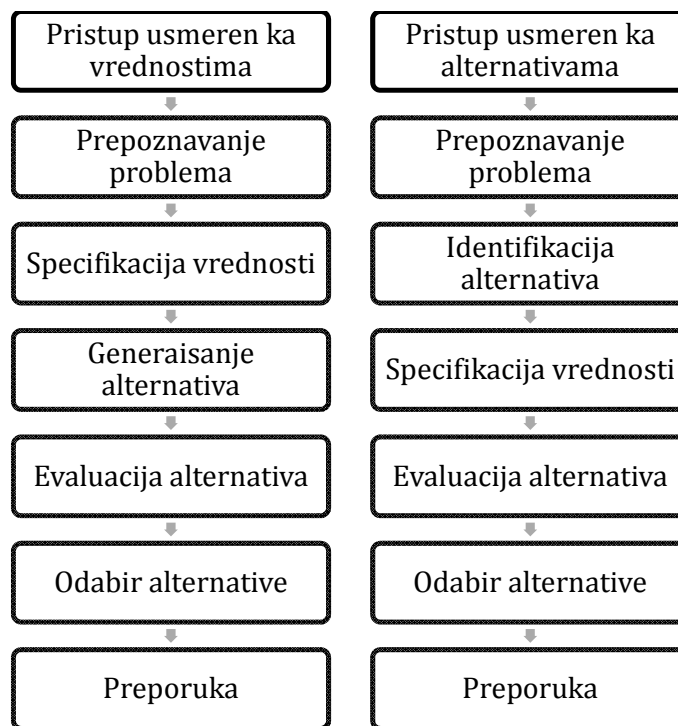 Pristup usmeren ka
vrednostima
Prepoznavanje
problema
Specifikacija vrednosti
Generaisanje
alternativa
Evaluacija alternativa
Odabir alternative
Preporuka
Pristup usmeren ka
alternativama
Prepoznavanje
problema
Identifikacija
alternativa
Specifikacija vrednosti
Evaluacija alternativa
Odabir alternative
Preporuka